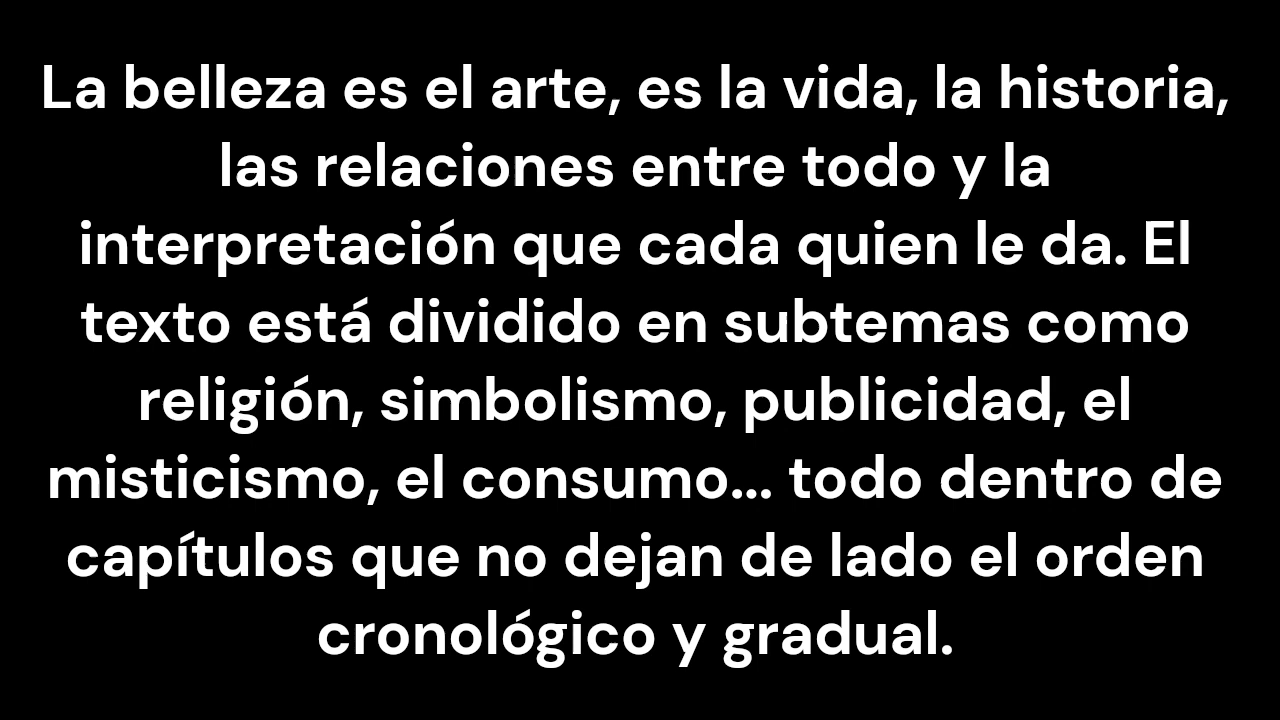 La belleza es el arte, es la vida, la historia,
las relaciones entre todo y la
interpretación que cada quien le da. El
texto está dividido en subtemas como
religión, simbolismo, publicidad, el
misticismo, el consumo... todo dentro de
capítulos que no dejan de lado el orden
cronológico y gradual.